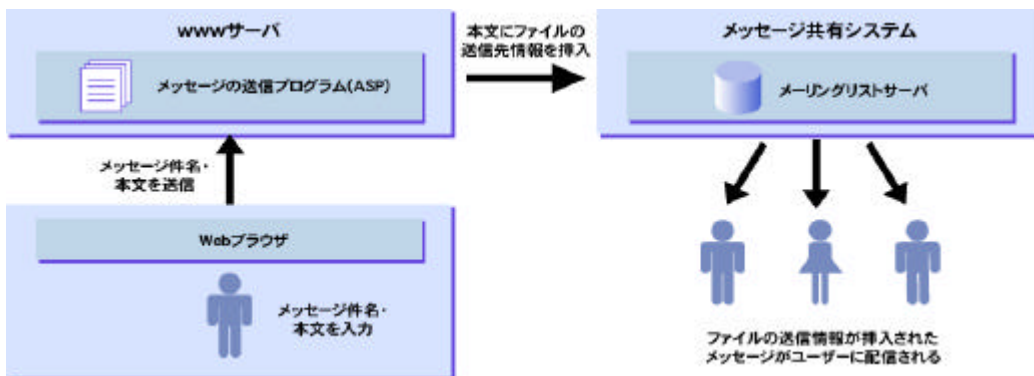 wwwサーバ
メッセージの送信プログラム(ASP)
本文にファイルの
送信先情報を挿入
メッセージ共有システム
メーリングリストサーバ
メッセージ件名・
本文を送信
Webブラウザ
メッセージ件名・
本文を入力
ファイルの送信情報が挿入された
メッセージがユーザーに配信される